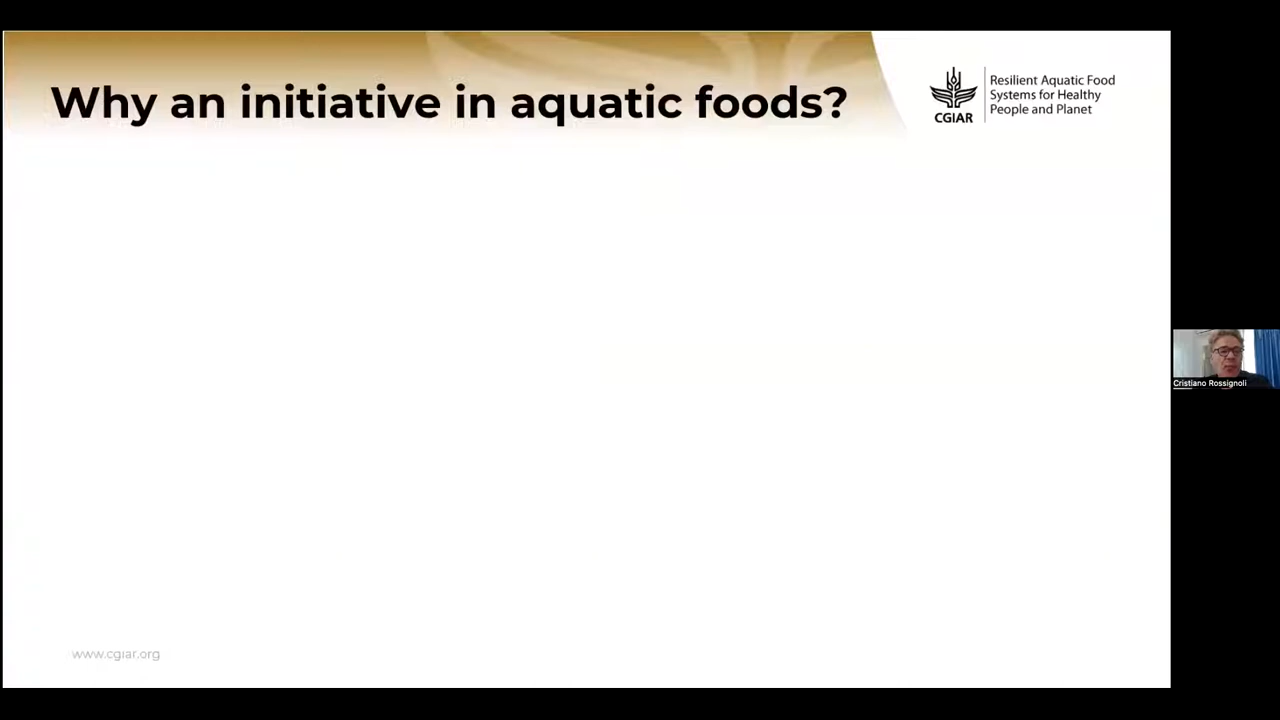 Why an initiative in aquatic foods?
CGIAR
Resilient Aquatic Food
Systems for Healthy
People and Planet
Cristiano Rossignoli
www.cgiar.org